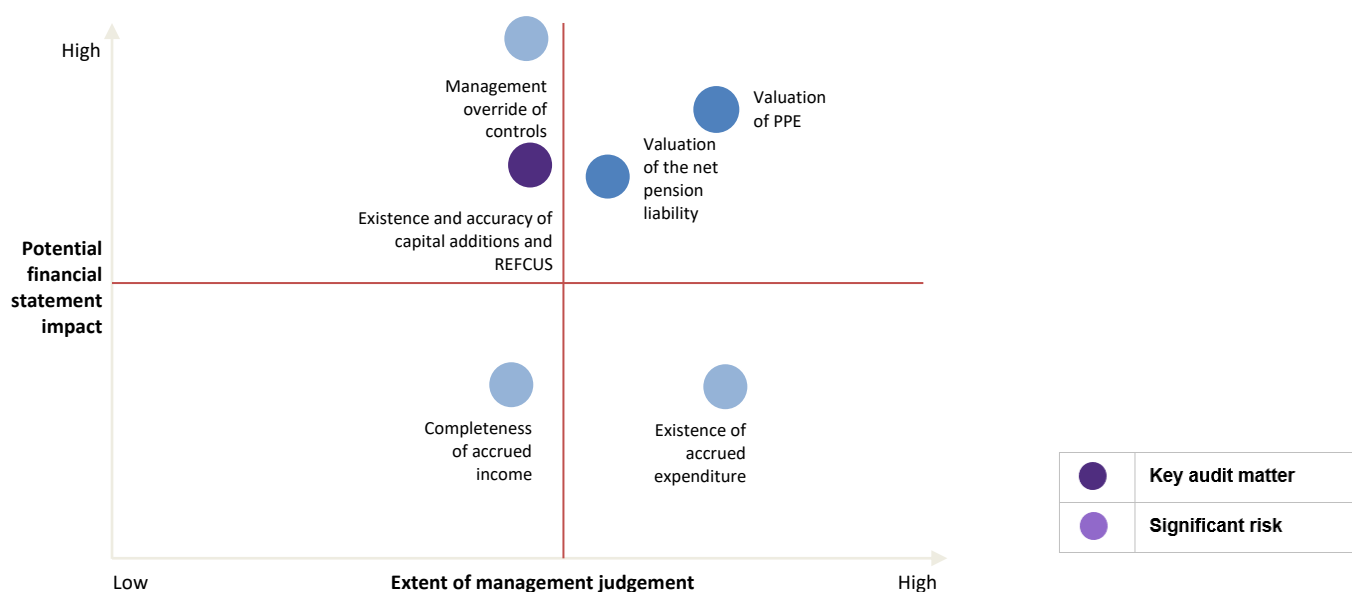 High
Management
override of
controls
Valuation
of PPE
Valuation
of the net
pension
liability
Existence and accuracy of
capital additions and
REFCUS
Potential
financial
statement
impact
Completeness
of accrued
income
Existence of
accrued
expenditure
Key audit matter
Significant risk
Low
Extent of management judgement
High